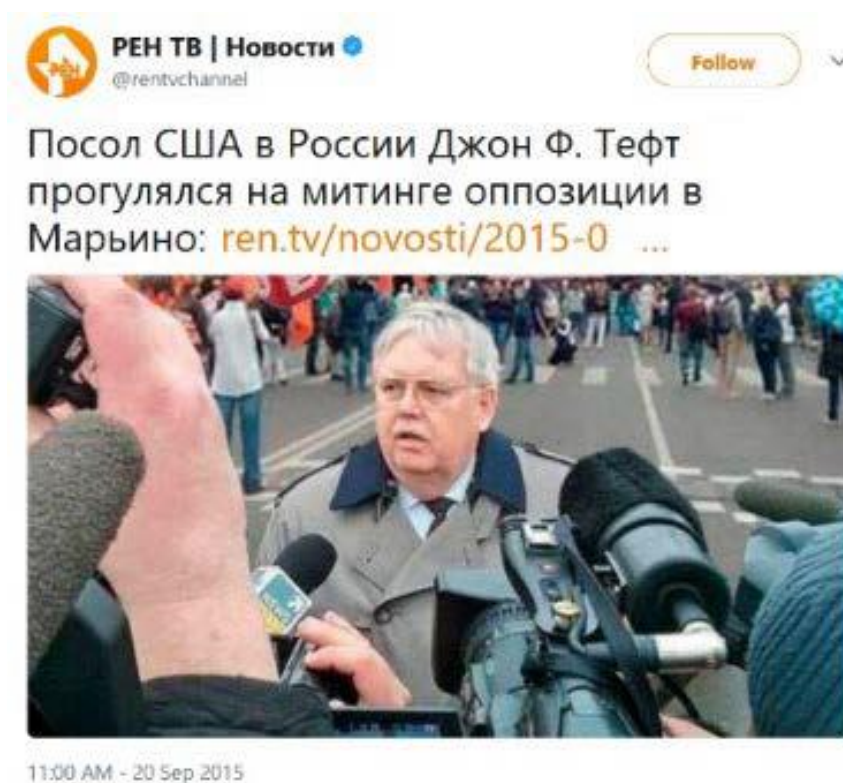 РЕН ТВ | Новости
@rentvchannel
Follow
Посол США в России Джон Ф. Тефт
прогулялся на митинге оппозиции в
Марьино: ren.tv/novosti/2015-0 ...
11:00 AM - 20 Sep 2015